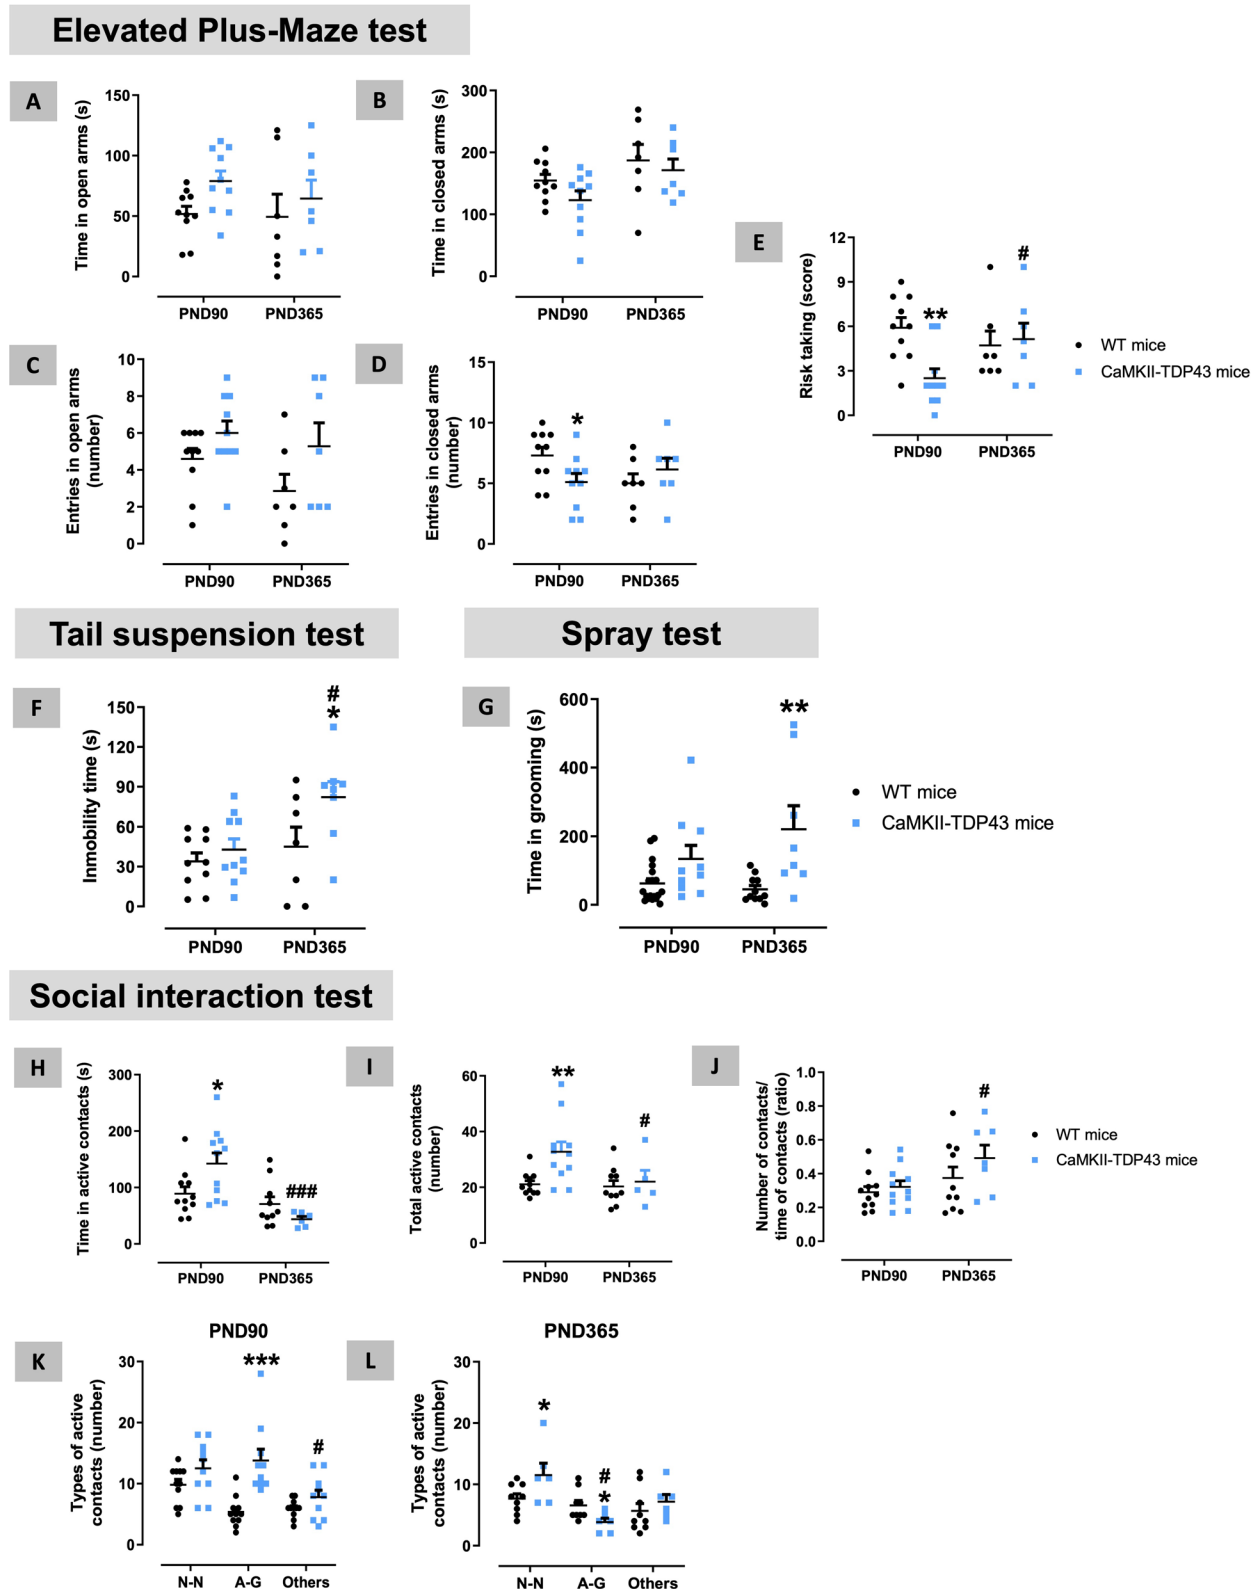 Elevated Plus-Maze test
A
Time in open arms (s)
150
100
50
0
PND90
PND365
B
Time in closed arms (s)
300
200
100
0
PND90
PND365
C
Entries in open arms
(number)
10
8
6
4
2
0
PND90
PND365
D
Entries in closed arms
(number)
15
10
5
0
*
PND90
PND365
E
Risk taking (score)
12
9
6
3
0
**
#
PND90
PND365
WT mice
CaMKII-TDP43 mice
Tail suspension test
F
Inmobility time (s)
150
120
90
60
30
0
#
*
PND90
PND365
Spray test
G
Time in grooming (s)
600
400
200
0
**
PND90
PND365
WT mice
CaMKII-TDP43 mice
Social interaction test
H
Time in active contacts (s)
300
200
100
0
*
###
PND90
PND365
I
Total active contacts
(number)
60
40
20
0
**
#
PND90
PND365
J
Number of contacts/
time of contacts (ratio)
1.0
0.8
0.6
0.4
0.2
0.0
#
PND90
PND365
WT mice
CaMKII-TDP43 mice
K
PND90
Types of active
contacts (number)
30
20
10
0
***
#
N-N
A-G
Others
L
PND365
Types of active
contacts (number)
30
20
10
0
*
#
*
N-N
A-G
Others